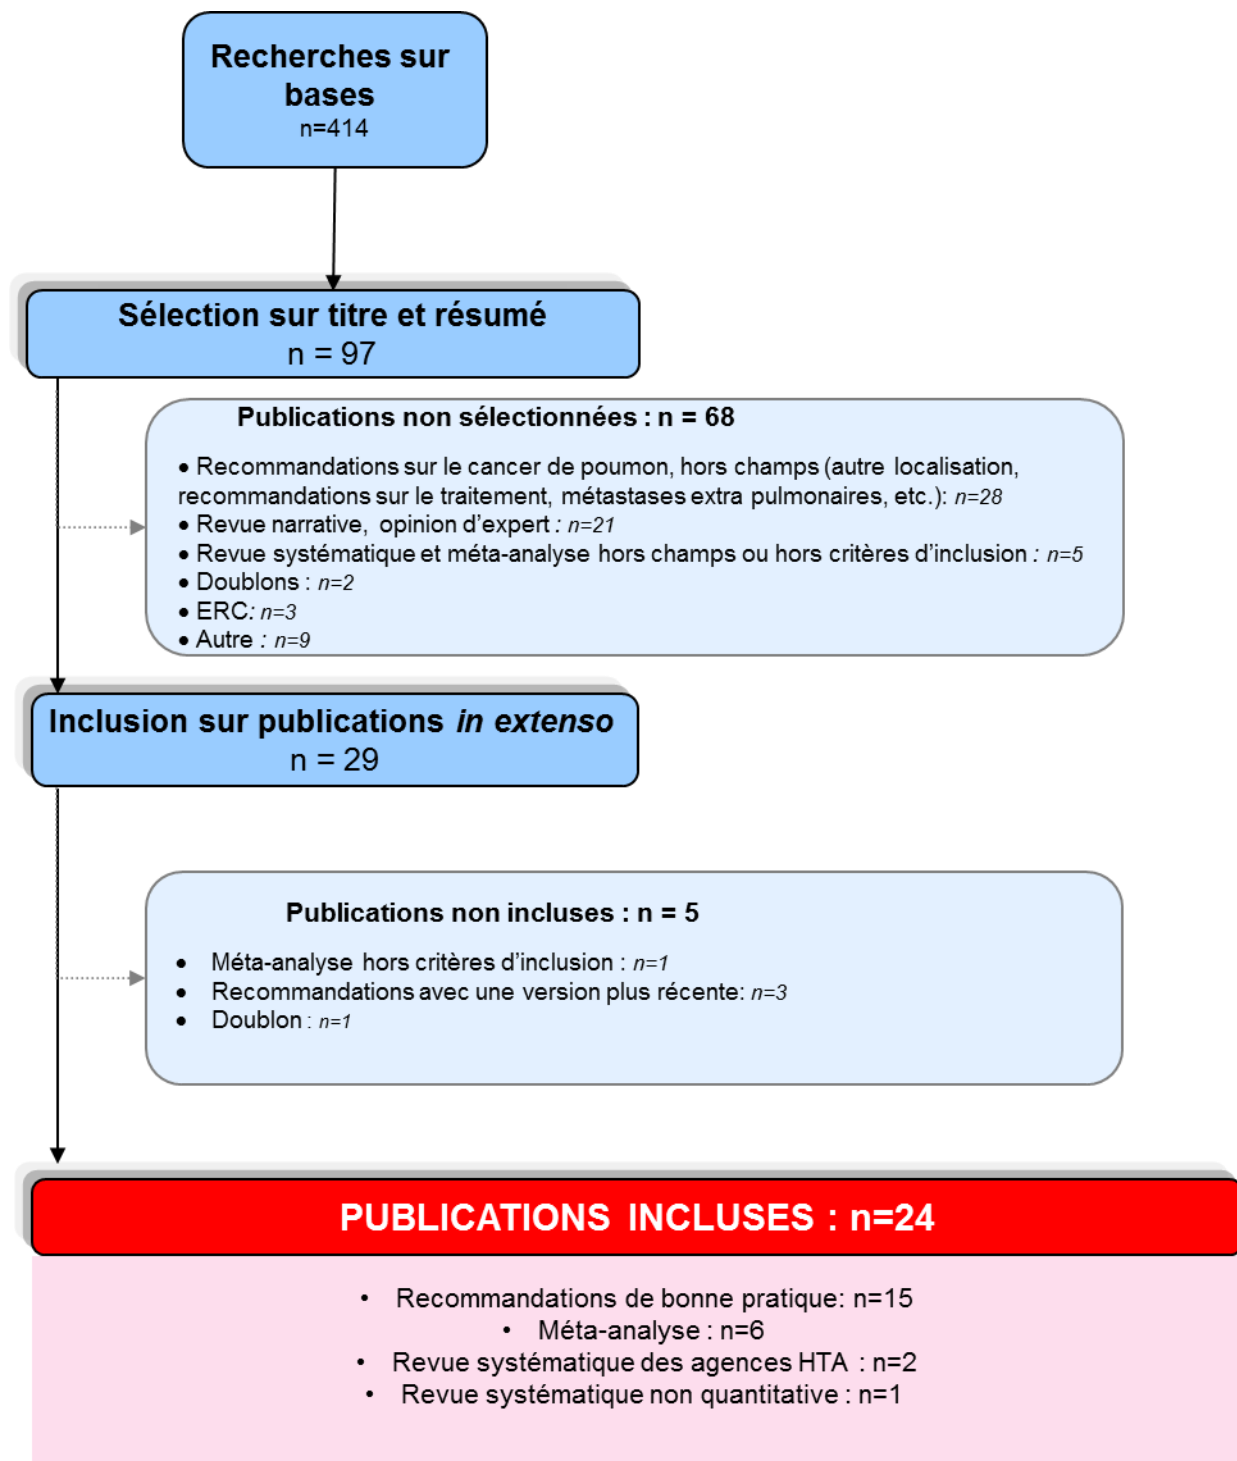 Recherches sur
bases
n=414
Sélection sur titre et résumé
n = 97
Publications non sélectionnées : n = 68
• Recommandations sur le cancer de poumon, hors champs (autre localisation,
recommandations sur le traitement, métastases extra pulmonaires, etc.): n=28
• Revue narrative, opinion d’expert : n=21
• Revue systématique et méta-analyse hors champs ou hors critères d’inclusion : n=5
• Doublons : n=2
• ERC: n=3
• Autre : n=9
Inclusion sur publications in extenso
n = 29
Publications non incluses : n = 5
• Méta-analyse hors critères d’inclusion : n=1
• Recommandations avec une version plus récente: n=3
• Doublon : n=1
PUBLICATIONS INCLUSES : n=24
• Recommandations de bonne pratique: n=15
• Méta-analyse : n=6
• Revue systématique des agences HTA : n=2
• Revue systématique non quantitative : n=1